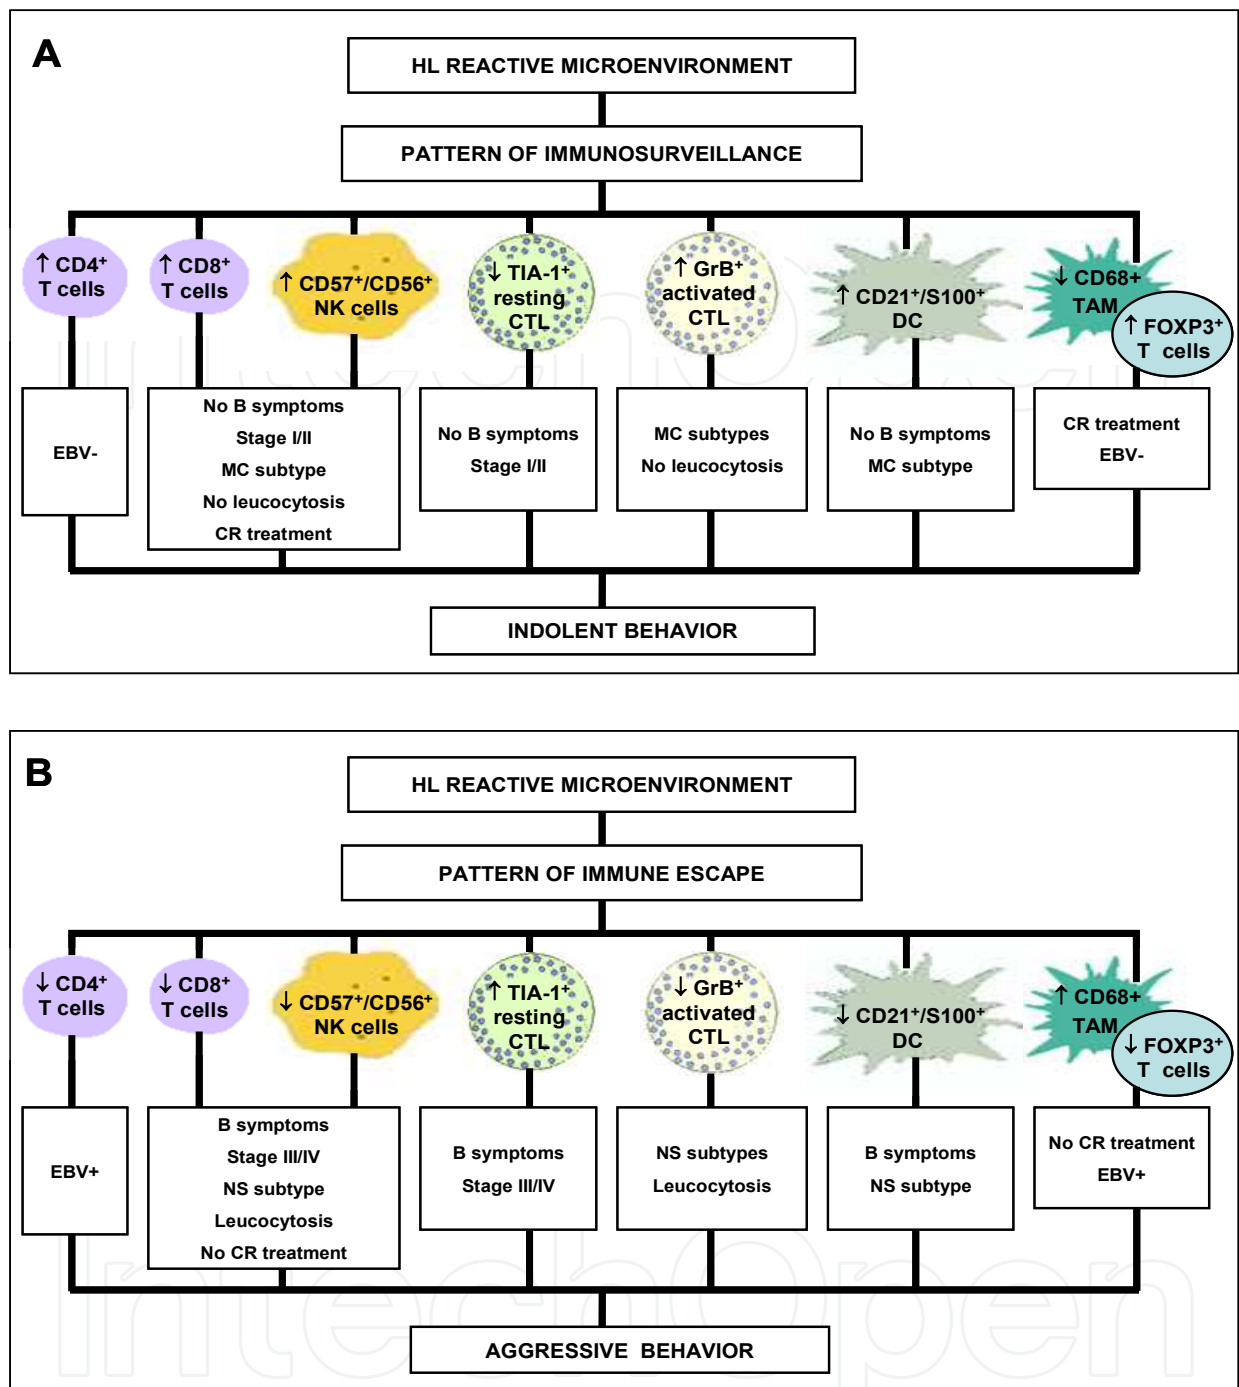 A
HL REACTIVE MICROENVIRONMENT
PATTERN OF IMMUNOSURVEILLANCE
↑ CD4⁺
T cells
↑ CD8⁺
T cells
↑ CD57⁺/CD56⁺
NK cells
↓ TIA-1⁺
resting
CTL
↑ GrB⁺
activated
CTL
↑ CD21⁺/S100⁺
DC
↓ CD68+
TAM
↑ FOXP3⁺
T cells
EBV-
No B symptoms
Stage I/II
MC subtype
No leucocytosis
CR treatment
No B symptoms
Stage I/II
MC subtypes
No leucocytosis
No B symptoms
MC subtype
CR treatment
EBV-
INDOLENT BEHAVIOR
B
HL REACTIVE MICROENVIRONMENT
PATTERN OF IMMUNE ESCAPE
↓ CD4⁺
T cells
↓ CD8⁺
T cells
↓ CD57⁺/CD56⁺
NK cells
↑ TIA-1⁺
resting
CTL
↓ GrB⁺
activated
CTL
↓ CD21⁺/S100⁺
DC
↑ CD68+
TAM
↓ FOXP3⁺
T cells
EBV+
B symptoms
Stage III/IV
NS subtype
Leucocytosis
No CR treatment
B symptoms
Stage III/IV
NS subtypes
Leucocytosis
B symptoms
NS subtype
No CR treatment
EBV+
AGGRESSIVE BEHAVIOR
IntechOpen